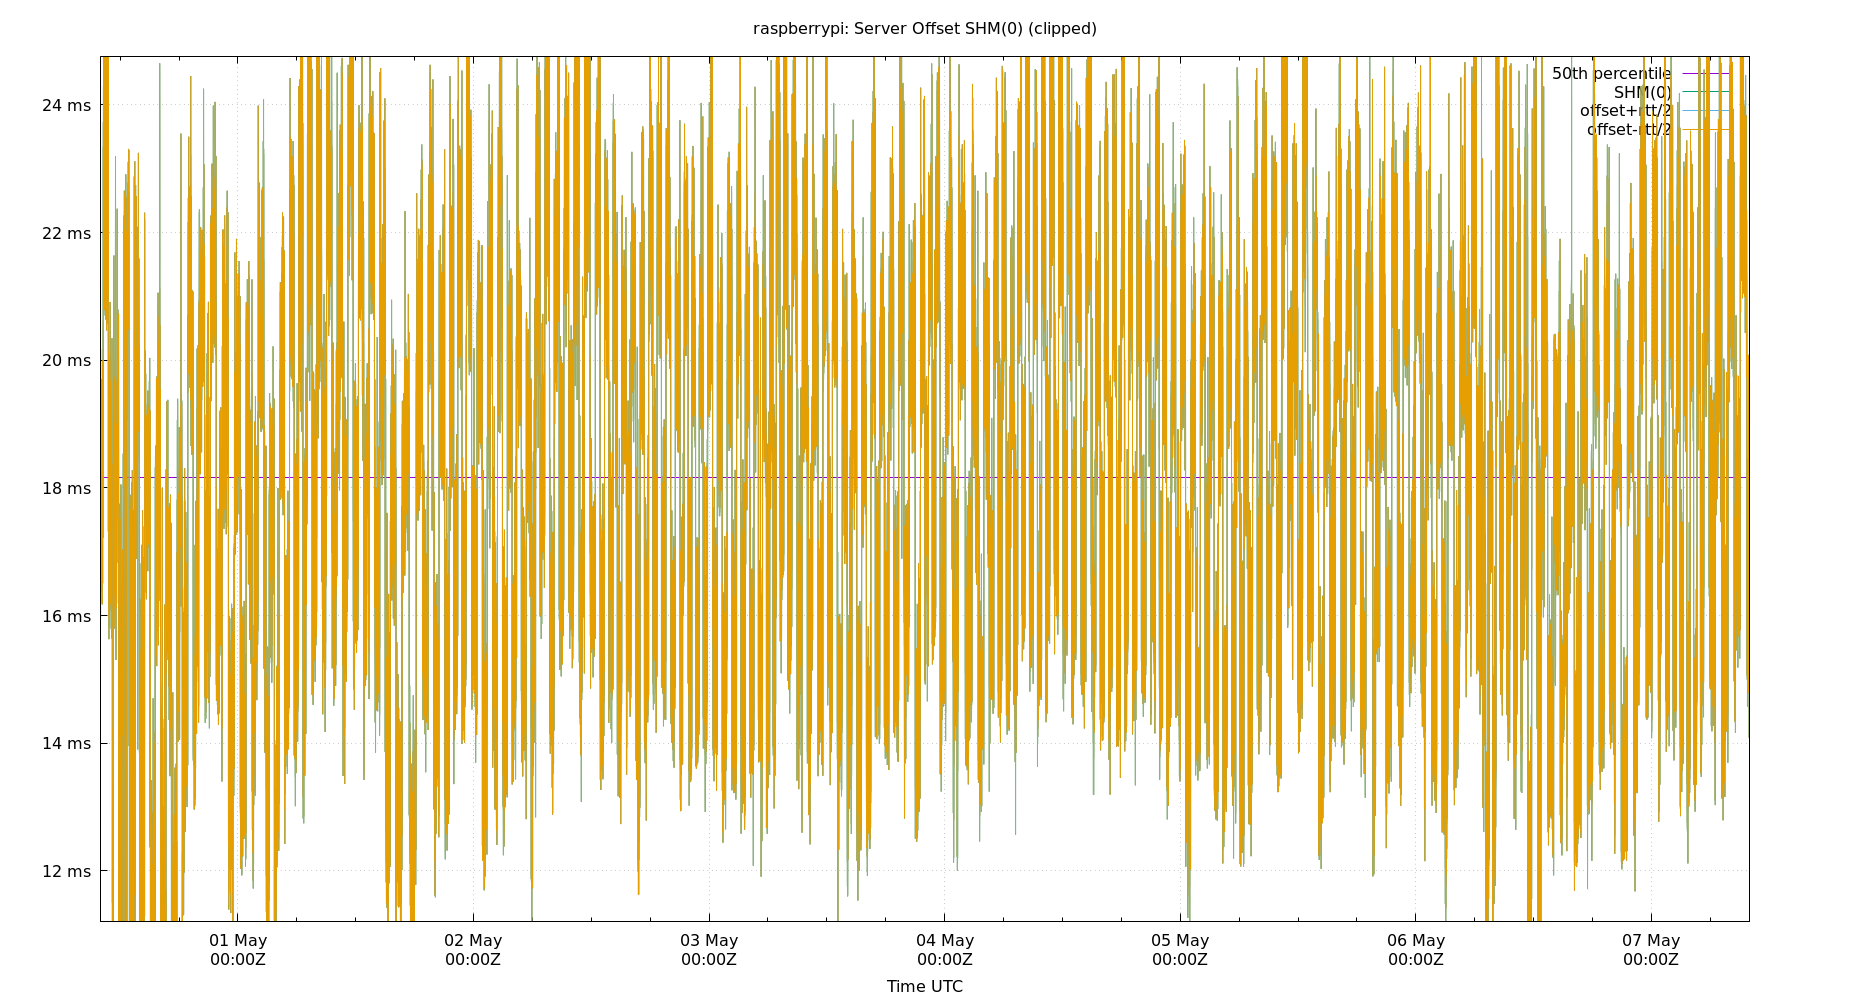 raspberrypi: Server Offset SHM(0) (clipped)
50th percentile
SHM(0)
offset+rtt/2
offset-rtt/2
24 ms
22 ms
20 ms
18 ms
16 ms
14 ms
12 ms
01 May 02 May 03 May 04 May 05 May 06 May 07 May
00:00Z 00:00Z 00:00Z 00:00Z 00:00Z 00:00Z 00:00Z
Time UTC